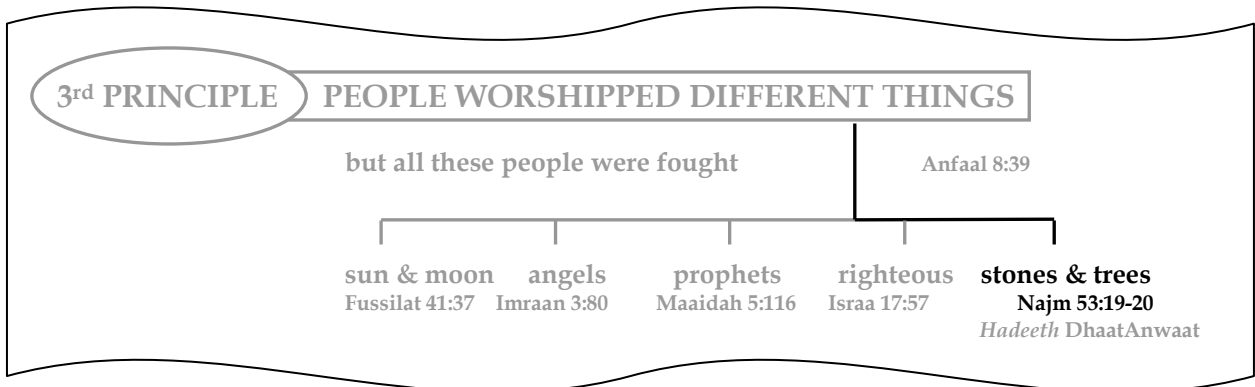 3rd PRINCIPLE PEOPLE WORSHIPPED DIFFERENT THINGS
but all these people were fought Anfaal 8:39
sun & moon angels prophets righteous stones & trees
Fussilat 41:37 Imraan 3:80 Maaidah 5:116 Israa 17:57 Najm 53:19-20
Hadeeth DhaatAnwaat